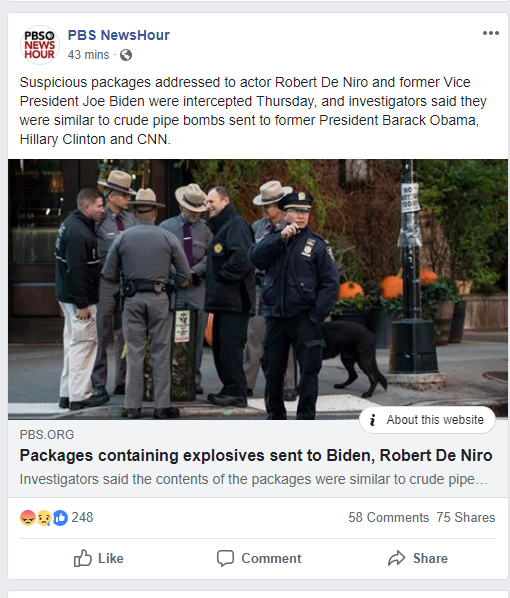 PBS
NEWS
HOUR
PBS NewsHour
43 mins ·
Suspicious packages addressed to actor Robert De Niro and former Vice
President Joe Biden were intercepted Thursday, and investigators said they
were similar to crude pipe bombs sent to former President Barack Obama,
Hillary Clinton and CNN.
NO
i About this website
PBS.ORG
Packages containing explosives sent to Biden, Robert De Niro
Investigators said the contents of the packages were similar to crude pipe…
248
58 Comments 75 Shares
Like Comment Share